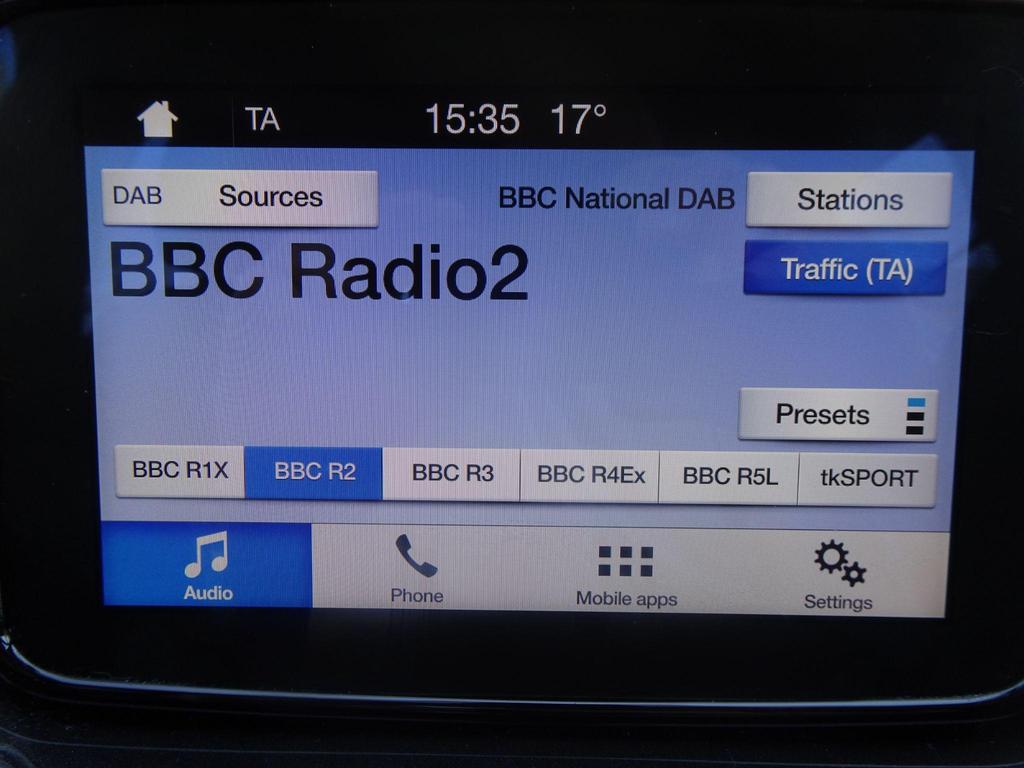 TA 15:35 17°
DAB Sources BBC National DAB Stations
BBC Radio2
Traffic (TA)
Presets
BBC R1X BBC R2 BBC R3 BBC R4Ex BBC R5L tkSPORT
Audio Phone Mobile apps Settings